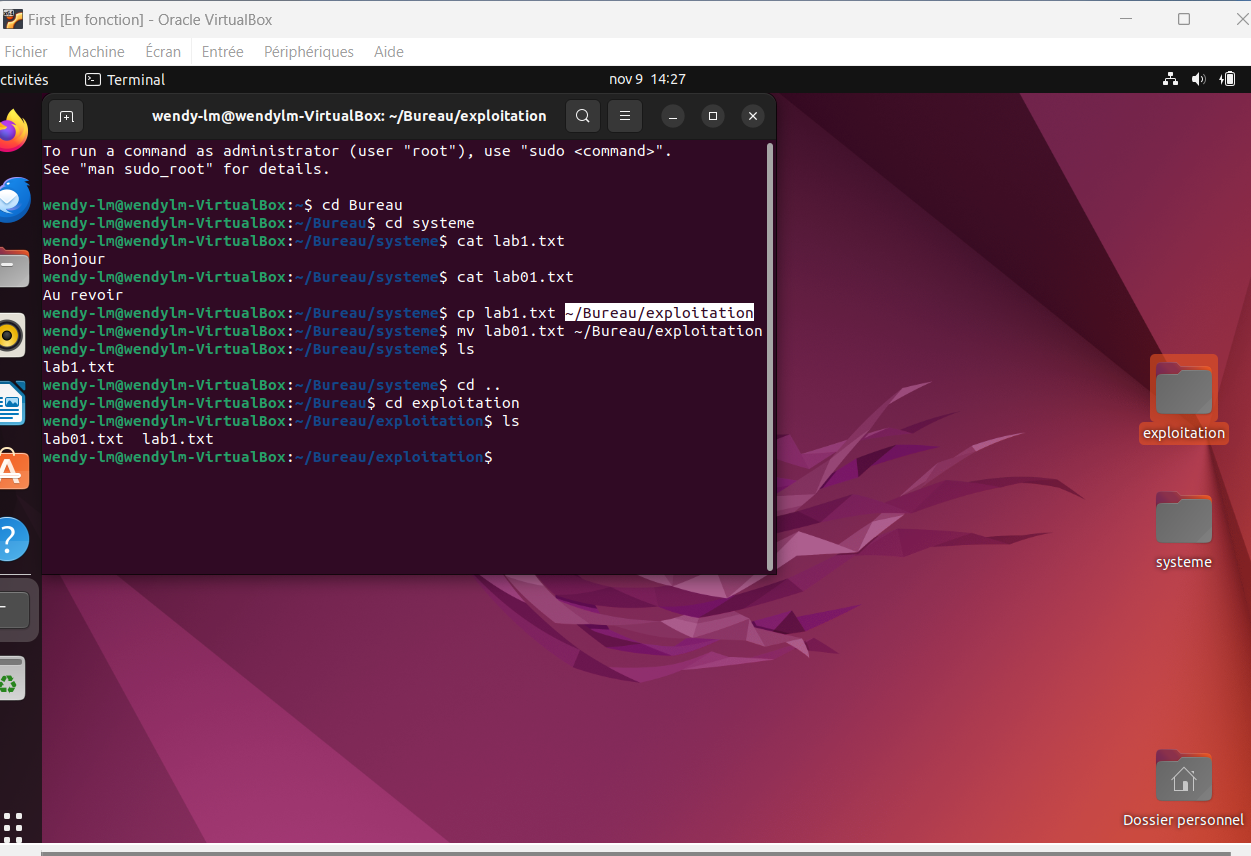 First [En fonction] - Oracle VirtualBox
Fichier Machine Écran Entrée Périphériques Aide
ctivités Terminal nov 9 14:27
wendy-lm@wendylm-VirtualBox: ~/Bureau/exploitation
To run a command as administrator (user "root"), use "sudo <command>".
See "man sudo_root" for details.
wendy-lm@wendylm-VirtualBox:~$ cd Bureau
wendy-lm@wendylm-VirtualBox:~/Bureau$ cd systeme
wendy-lm@wendylm-VirtualBox:~/Bureau/systeme$ cat lab1.txt
Bonjour
wendy-lm@wendylm-VirtualBox:~/Bureau/systeme$ cat lab01.txt
Au revoir
wendy-lm@wendylm-VirtualBox:~/Bureau/systeme$ cp lab1.txt ~/Bureau/exploitation
wendy-lm@wendylm-VirtualBox:~/Bureau/systeme$ mv lab01.txt ~/Bureau/exploitation
wendy-lm@wendylm-VirtualBox:~/Bureau/systeme$ ls
lab1.txt
wendy-lm@wendylm-VirtualBox:~/Bureau/systeme$ cd ..
wendy-lm@wendylm-VirtualBox:~/Bureau$ cd exploitation
wendy-lm@wendylm-VirtualBox:~/Bureau/exploitation$ ls
lab01.txt  lab1.txt
wendy-lm@wendylm-VirtualBox:~/Bureau/exploitation$
exploitation
systeme
Dossier personnel